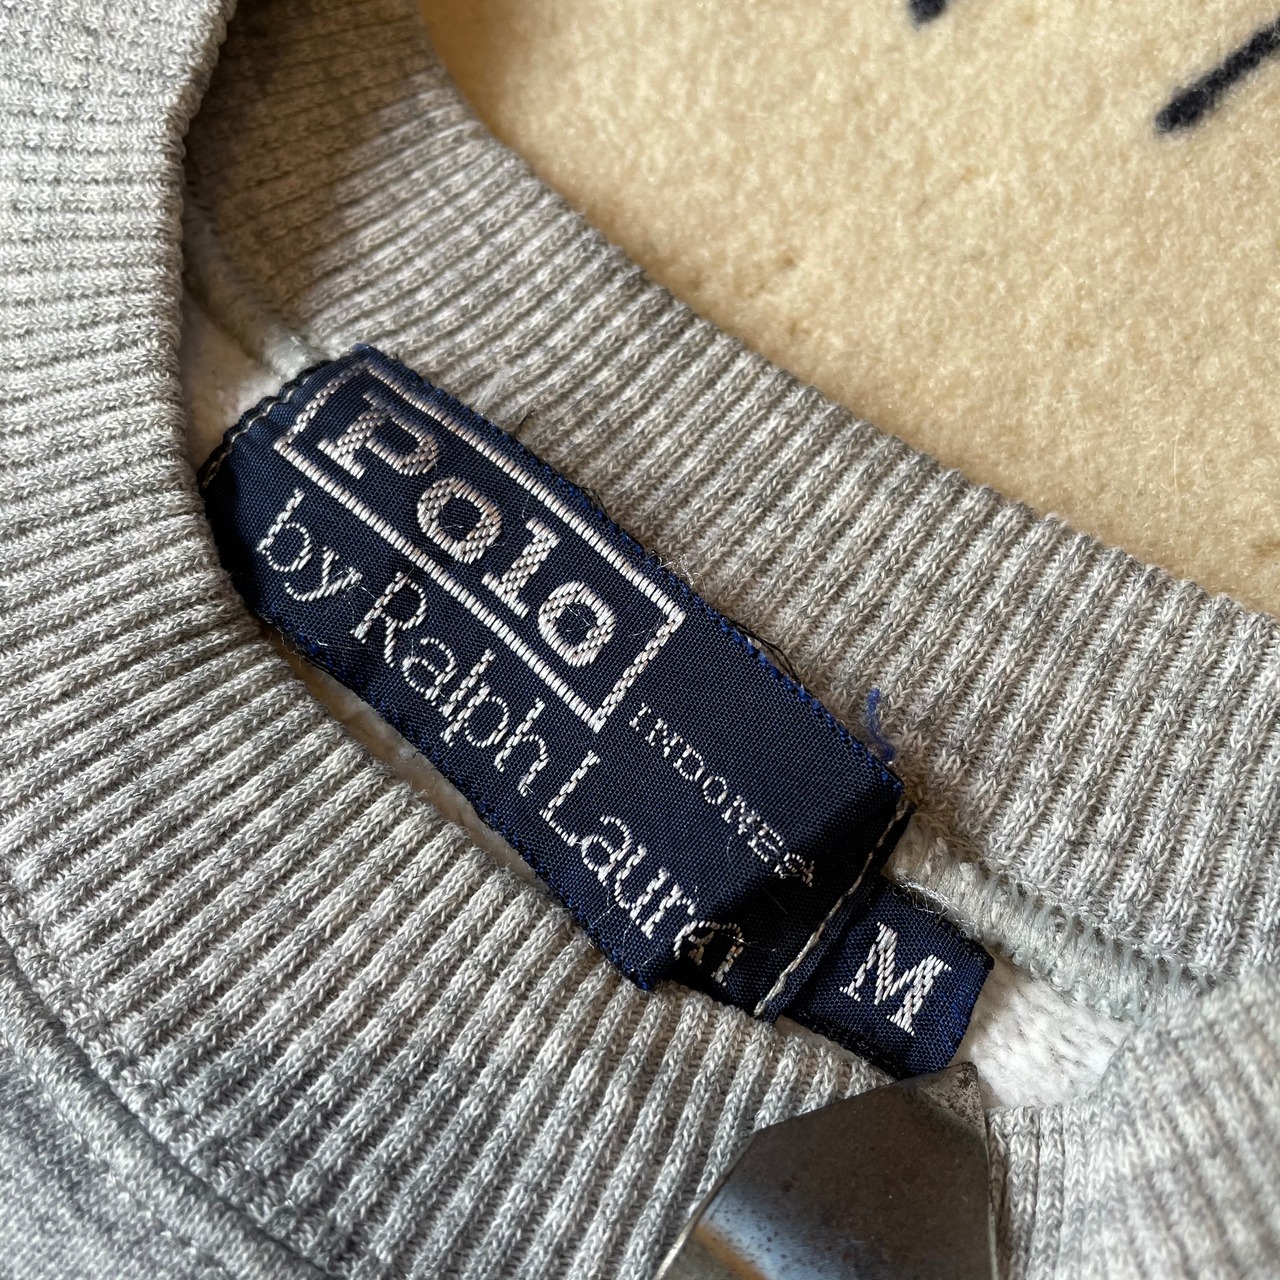 Polo
by Ralph Lauren
INDONESIA
M